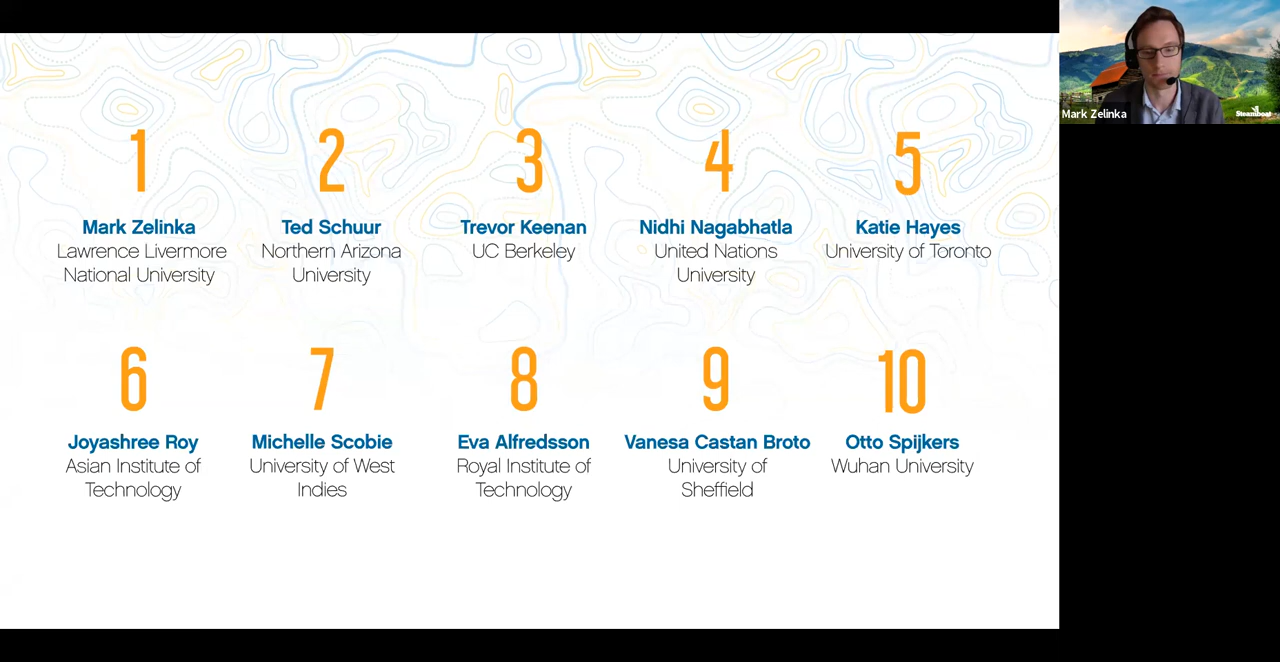 1
2
3
4
5
Mark Zelinka
Lawrence Livermore
National University
Ted Schuur
Northern Arizona
University
Trevor Keenan
UC Berkeley
Nidhi Nagabhatla
United Nations
University
Katie Hayes
University of Toronto
6
7
8
9
10
Joyashree Roy
Asian Institute of
Technology
Michelle Scobie
University of West
Indies
Eva Alfredsson
Royal Institute of
Technology
Vanesa Castan Broto
University of
Sheffield
Otto Spijkers
Wuhan University
Mark Zelinka
Steamboat